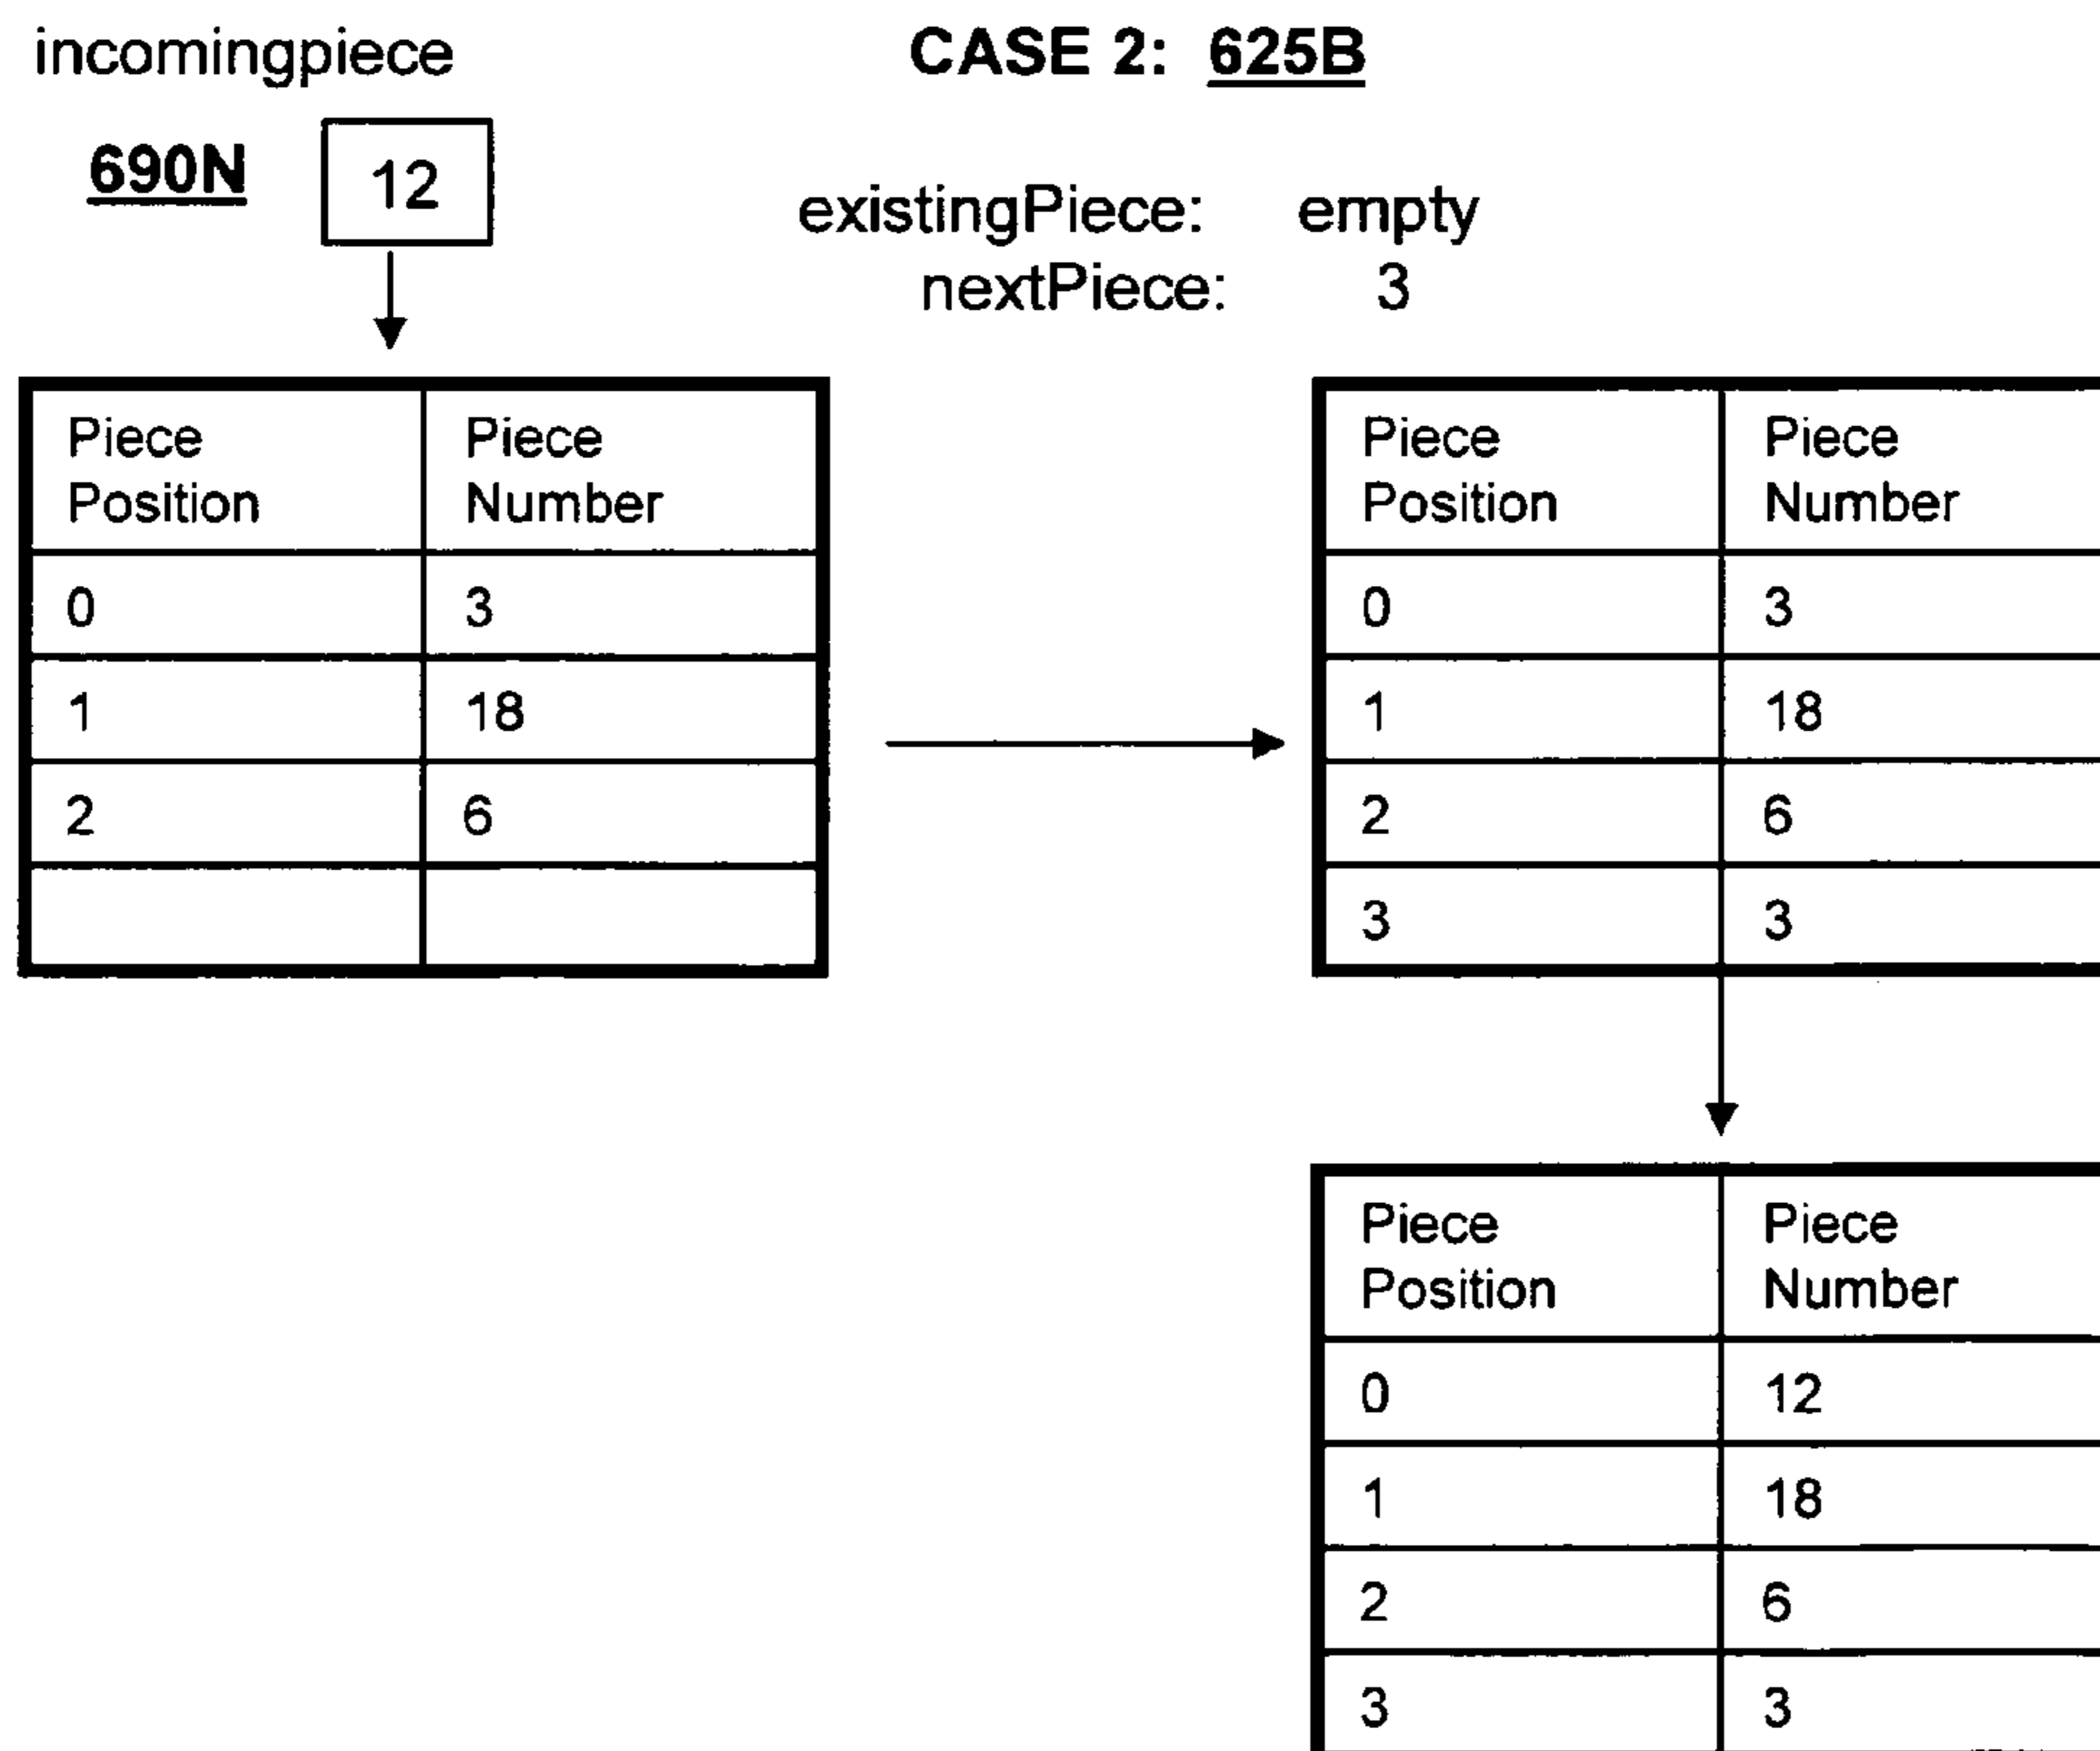 incomingpiece
CASE 2: 625B
690N 12
existingPiece: empty
nextPiece: 3
Piece Position Piece Number
0 3
1 18
2 6
Piece Position Piece Number
0 3
1 18
2 6
3 3
Piece Position Piece Number
0 12
1 18
2 6
3 3